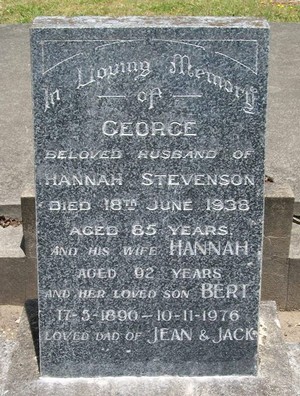 In Loving Memory
of
GEORGE
BELOVED HUSBAND OF
HANNAH STEVENSON
DIED 18TH JUNE 1938
AGED 85 YEARS.
AND HIS WIFE HANNAH
AGED 92 YEARS
AND HER LOVED SON BERT
17-5-1890-10-11-1976
LOVED DAD OF JEAN & JACK